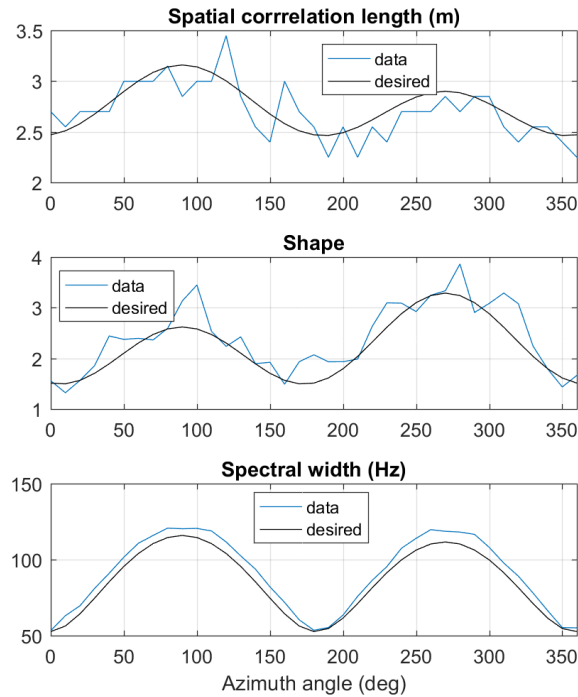 Spatial corrrelation length (m)
3.5
3
2.5
2
data
desired
0 50 100 150 200 250 300 350
Shape
4
3
2
1
data
desired
0 50 100 150 200 250 300 350
Spectral width (Hz)
150
100
50
data
desired
0 50 100 150 200 250 300 350
Azimuth angle (deg)